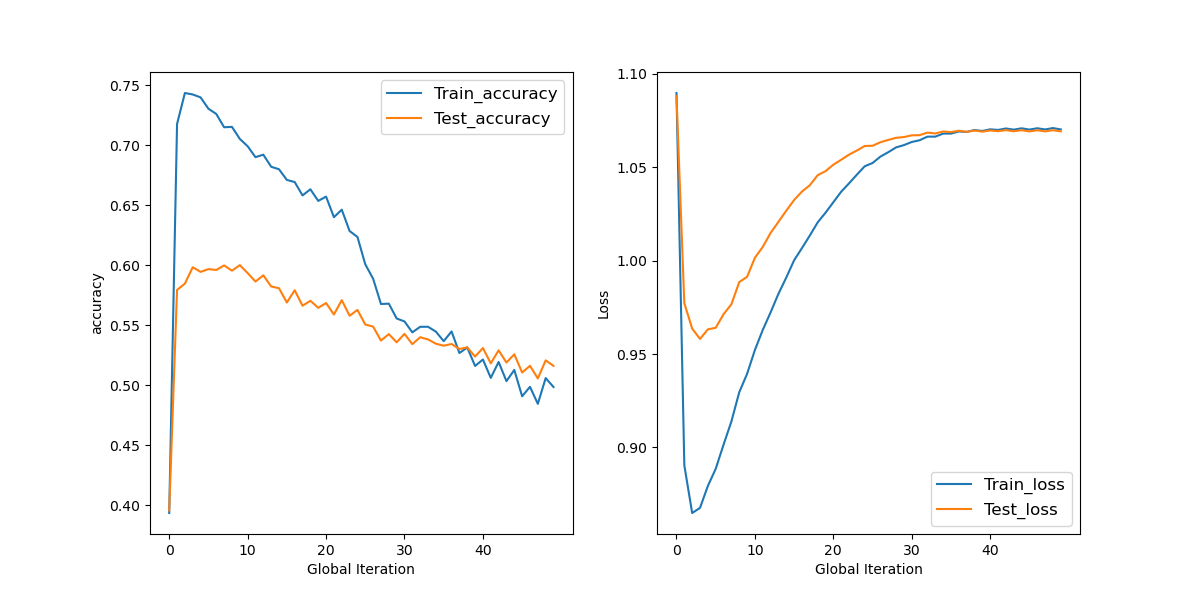 Train_accuracy
Test_accuracy
0.75
0.70
0.65
0.60
0.55
0.50
0.45
0.40
accuracy
0 10 20 30 40
Global Iteration
1.10
1.05
1.00
0.95
0.90
Loss
Train_loss
Test_loss
0 10 20 30 40
Global Iteration